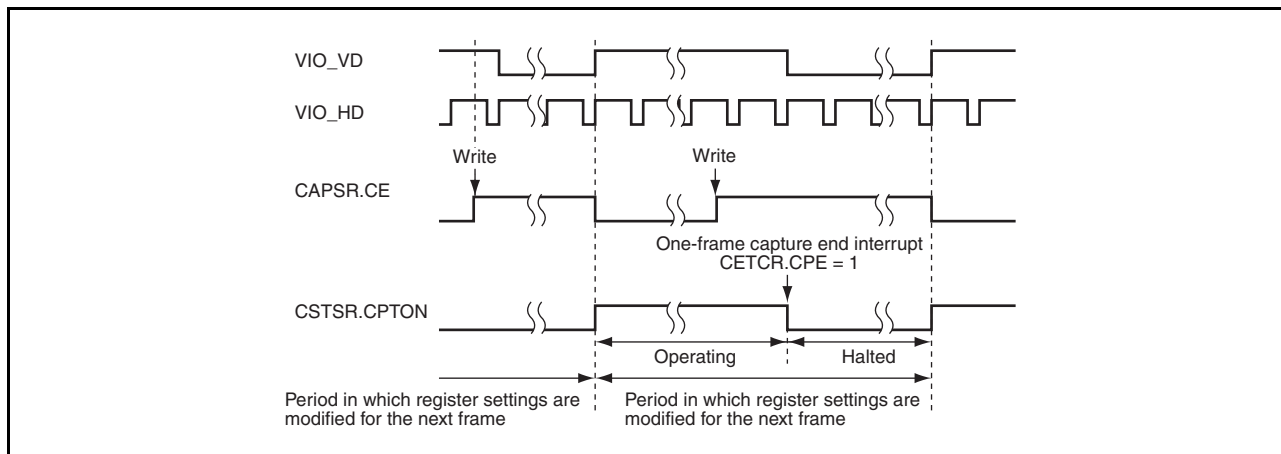 VIO_VD
VIO_HD
Write
Write
CAPSR.CE
One-frame capture end interrupt
CETCR.CPE = 1
CSTSR.CPTON
Operating
Halted
Period in which register settings are
modified for the next frame
Period in which register settings are
modified for the next frame